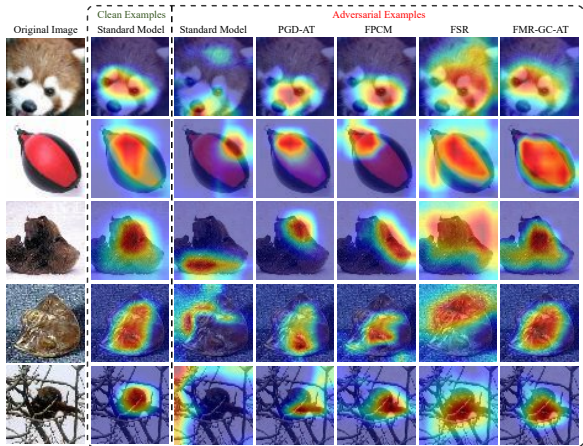 Clean Examples
Adversarial Examples
Original Image
Standard Model
Standard Model
PGD-AT
FPCM
FSR
FMR-GC-AT